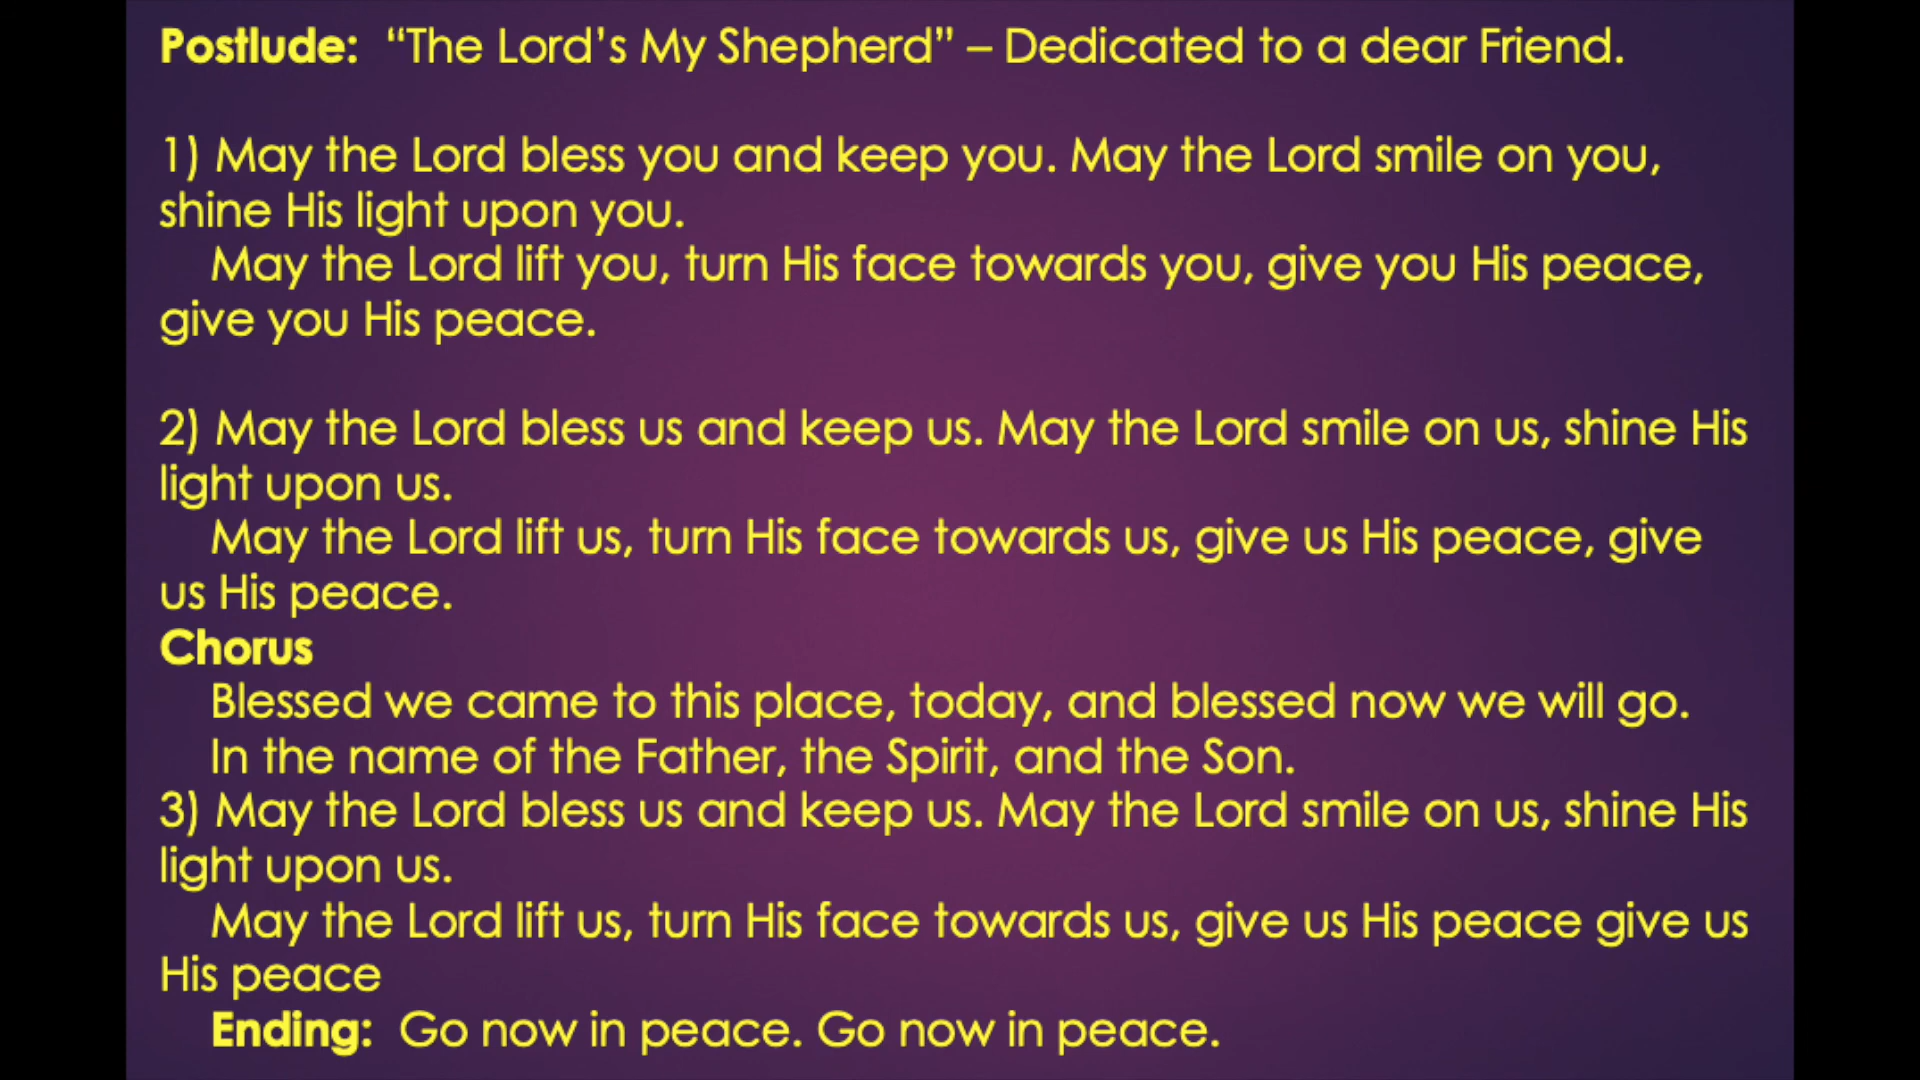 Postlude:  “The Lord’s My Shepherd” – Dedicated to a dear Friend.
1) May the Lord bless you and keep you. May the Lord smile on you,
shine His light upon you.
May the Lord lift you, turn His face towards you, give you His peace,
give you His peace.
2) May the Lord bless us and keep us. May the Lord smile on us, shine His
light upon us.
May the Lord lift us, turn His face towards us, give us His peace, give
us His peace.
Chorus
Blessed we came to this place, today, and blessed now we will go.
In the name of the Father, the Spirit, and the Son.
3) May the Lord bless us and keep us. May the Lord smile on us, shine His
light upon us.
May the Lord lift us, turn His face towards us, give us His peace give us
His peace
Ending:  Go now in peace. Go now in peace.